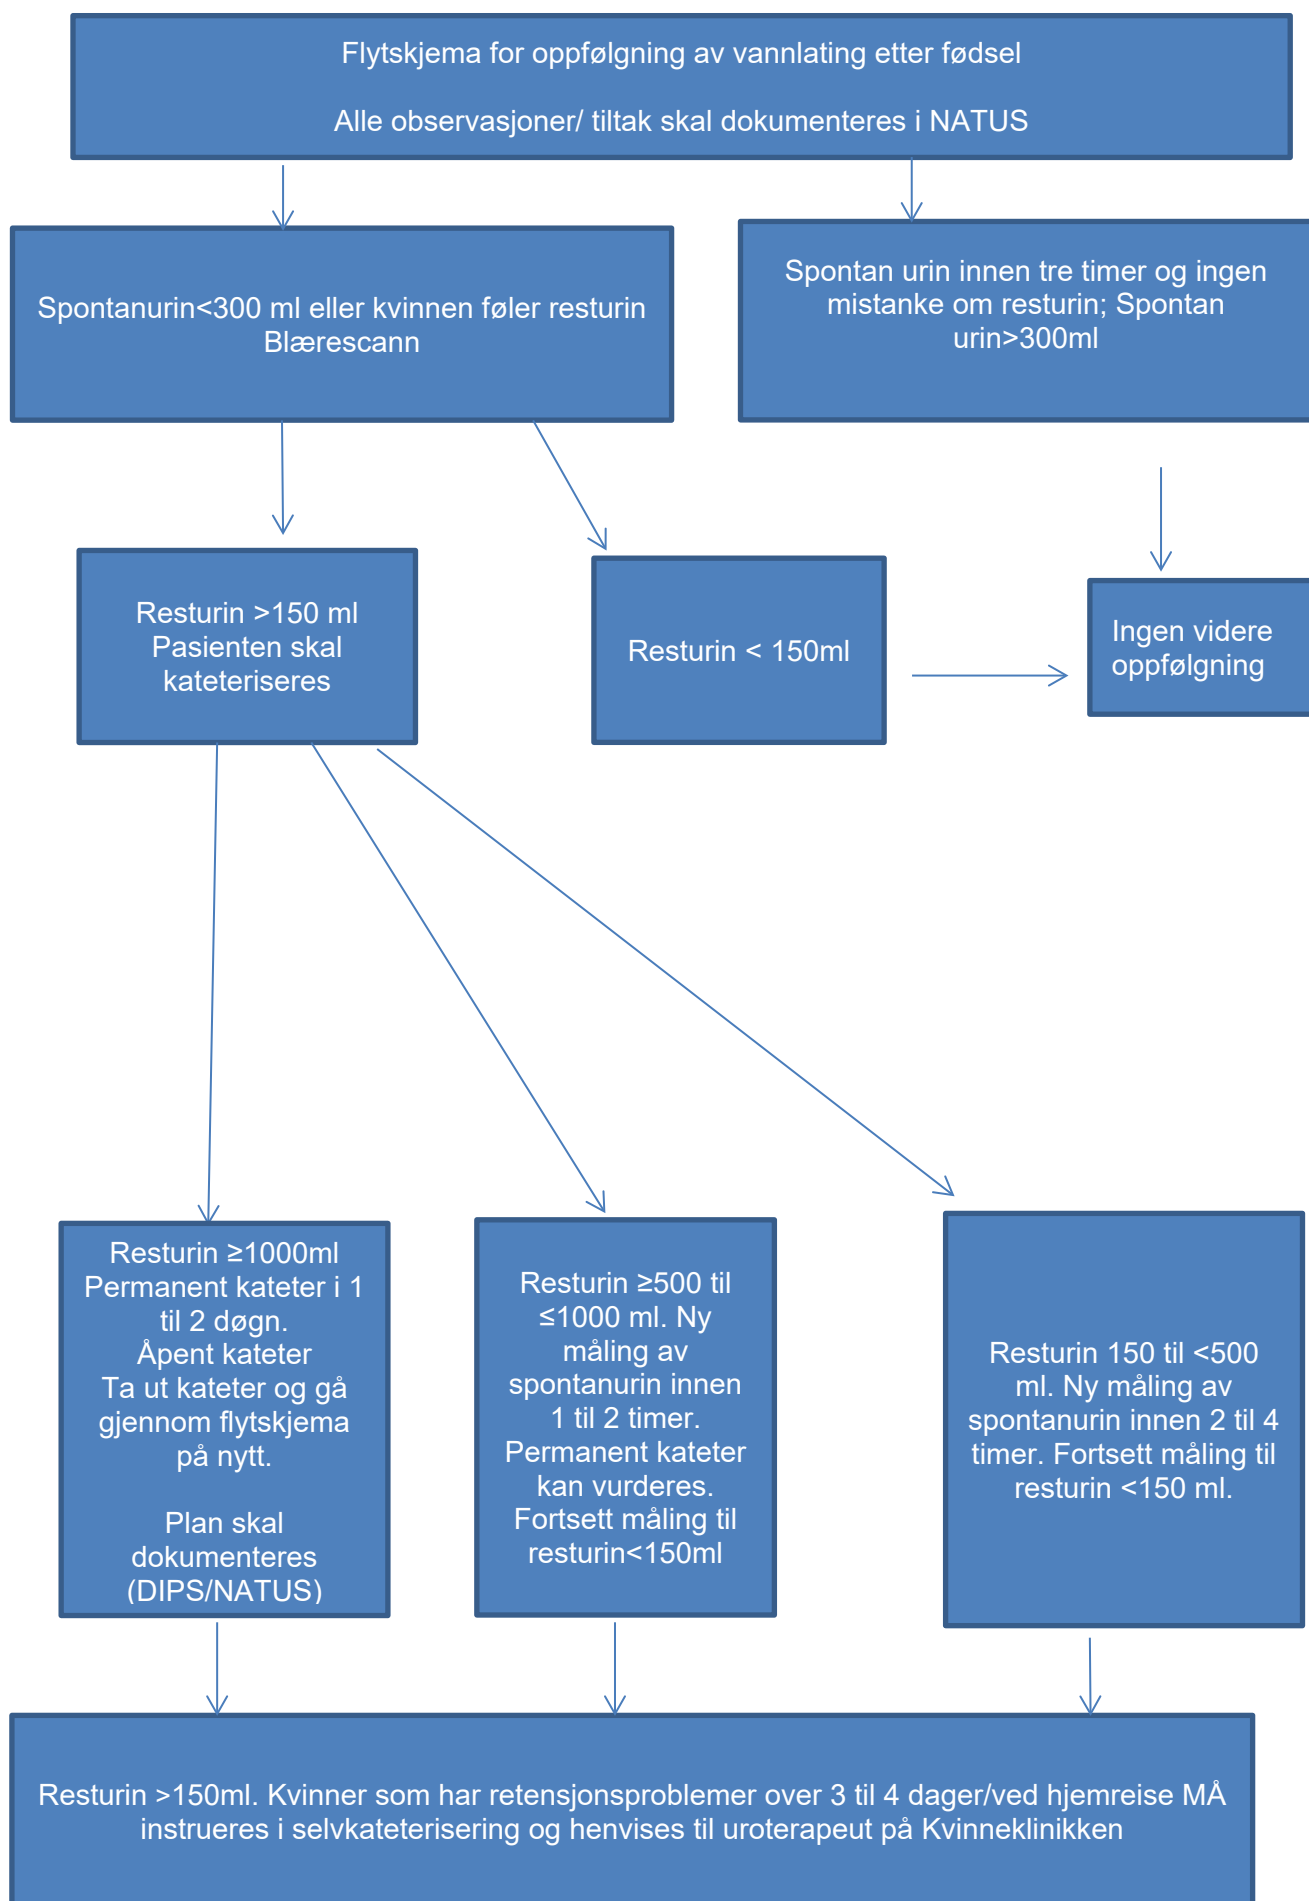 Flytskjema for oppfølgning av vannlating etter fødsel
Alle observasjoner/ tiltak skal dokumenteres i NATUS
Spontanurin<300 ml eller kvinnen føler resturin
Blærescann
Spontan urin innen tre timer og ingen
mistanke om resturin; Spontan
urin>300ml
Resturin >150 ml
Pasienten skal
kateteriseres
Resturin < 150ml
Ingen videre
oppfølgning
Resturin ≥1000ml
Permanent kateter i 1
til 2 døgn.
Åpent kateter
Ta ut kateter og gå
gjennom flytskjema
på nytt.
Plan skal
dokumenteres
(DIPS/NATUS)
Resturin ≥500 til
≤1000 ml. Ny
måling av
spontanurin innen
1 til 2 timer.
Permanent kateter
kan vurderes.
Fortsett måling til
resturin<150ml
Resturin 150 til <500
ml. Ny måling av
spontanurin innen 2 til 4
timer. Fortsett måling til
resturin <150 ml.
Resturin >150ml. Kvinner som har retensjonsproblemer over 3 til 4 dager/ved hjemreise MÅ
instrueres i selvkateterisering og henvises til uroterapeut på Kvinneklinikken